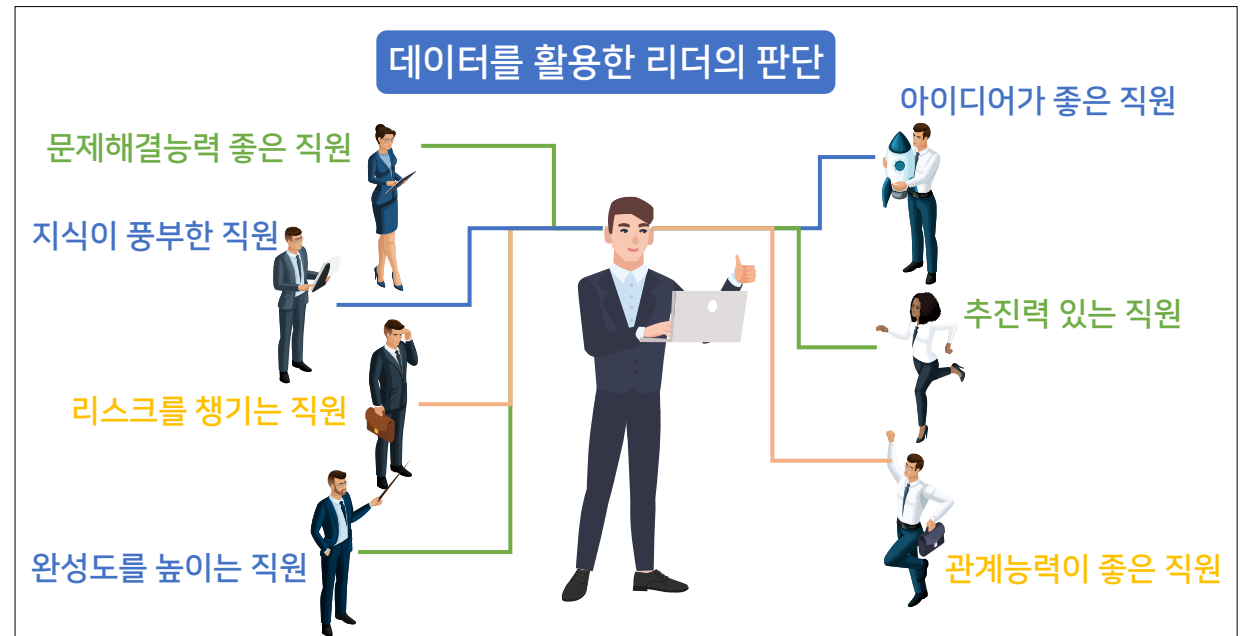 데이터를 활용한 리더의 판단
문제해결능력 좋은 직원
지식이 풍부한 직원
리스크를 챙기는 직원
완성도를 높이는 직원
아이디어가 좋은 직원
추진력 있는 직원
관계능력이 좋은 직원